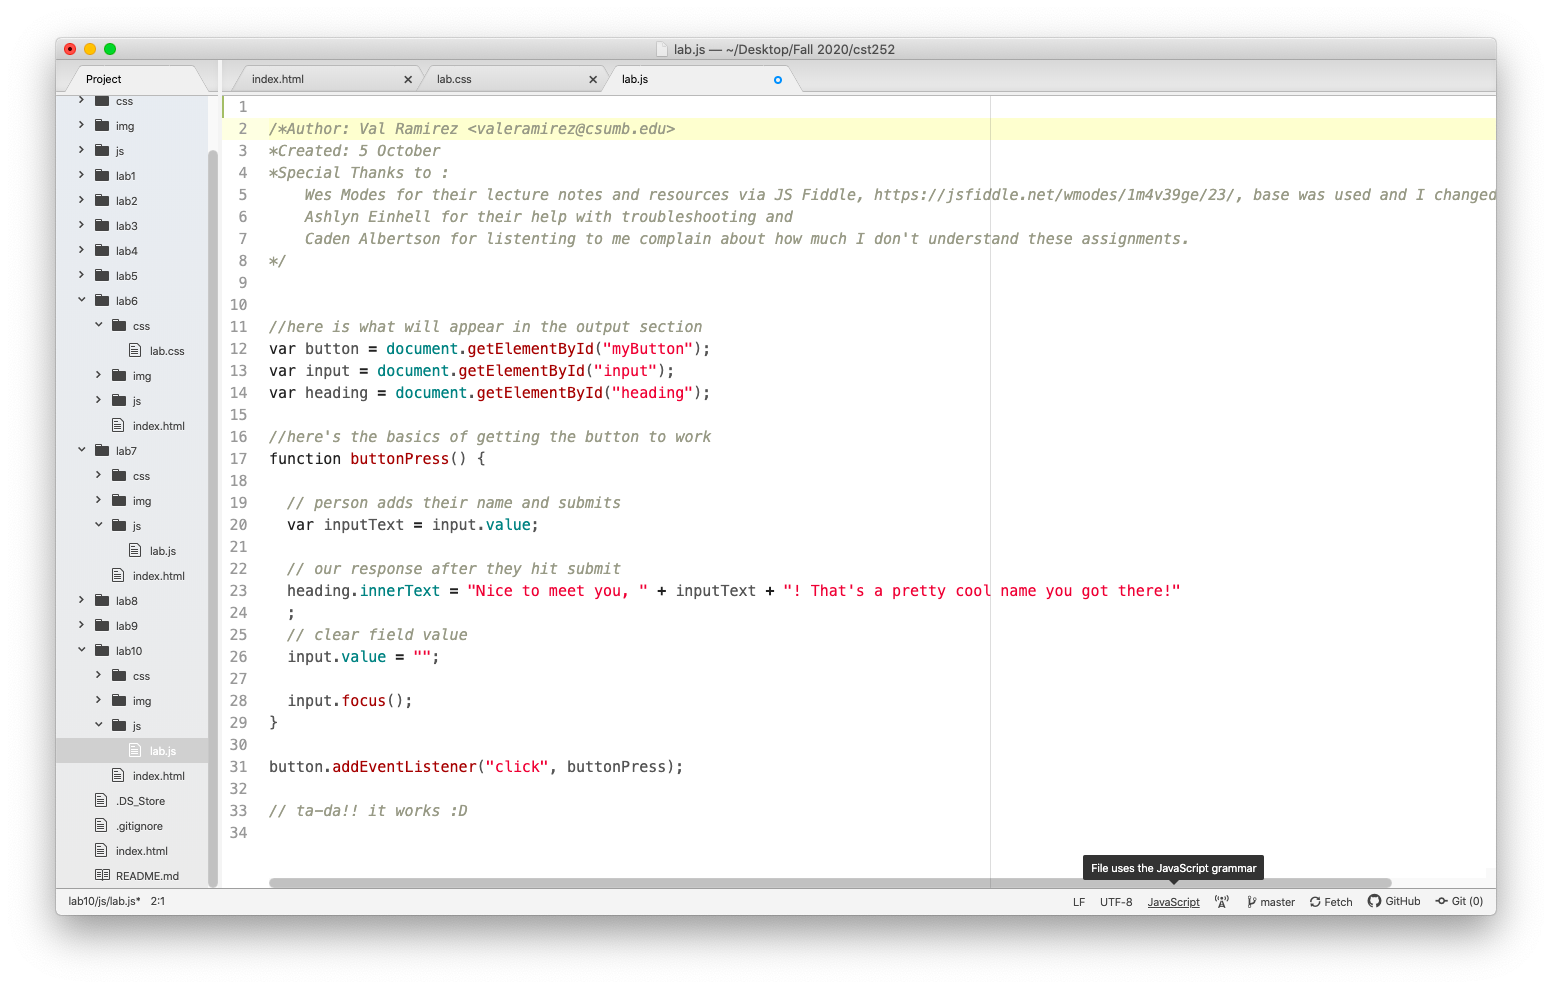 lab.js — ~/Desktop/Fall 2020/cst252
Project
index.html
lab.css
lab.js
css
img
js
lab1
lab2
lab3
lab4
lab5
lab6
css
lab.css
img
js
index.html
lab7
css
img
js
lab.js
index.html
lab8
lab9
lab10
css
img
js
lab.js
index.html
.DS_Store
.gitignore
index.html
README.md
1
2 /*Author: Val Ramirez <valeramirez@csumb.edu>
3 *Created: 5 October
4 *Special Thanks to :
5     Wes Modes for their lecture notes and resources via JS Fiddle, https://jsfiddle.net/wmodes/1m4v39ge/23/, base was used and I changed
6     Ashlyn Einhell for their help with troubleshooting and
7     Caden Albertson for listenting to me complain about how much I don't understand these assignments.
8 */
9
10
11 //here is what will appear in the output section
12 var button = document.getElementById("myButton");
13 var input = document.getElementById("input");
14 var heading = document.getElementById("heading");
15
16 //here's the basics of getting the button to work
17 function buttonPress() {
18
19   // person adds their name and submits
20   var inputText = input.value;
21
22   // our response after they hit submit
23   heading.innerText = "Nice to meet you, " + inputText + "! That's a pretty cool name you got there!"
24   ;
25   // clear field value
26   input.value = "";
27
28   input.focus();
29 }
30
31 button.addEventListener("click", buttonPress);
32
33 // ta-da!! it works :D
34
File uses the JavaScript grammar
lab10/js/lab.js* 2:1 LF UTF-8 JavaScript master Fetch GitHub Git (0)